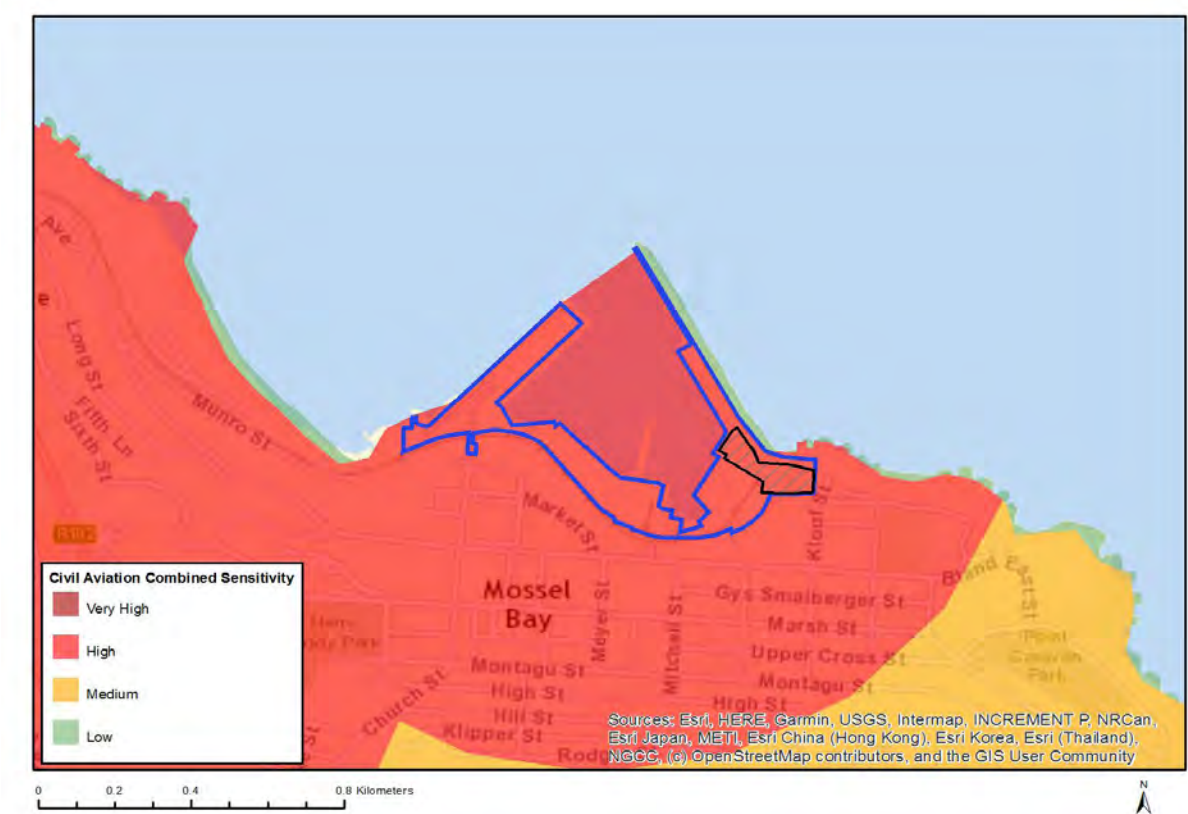 Ave
e
Long St
Fifth Ln
Sixth St
Munro St
R102
Market St
Kloof St
Mossel
Bay
Meyer St
Mitchell St
Gys Smalberger St
Marsh St
Upper Cross St
Montagu St
Bland East St
Point
Caravan
Park
Montagu St
High St
Hill St
Klipper St
Church St
High St
St
Civil Aviation Combined Sensitivity
Very High
High
Medium
Low
Sources: Esri, HERE, Garmin, USGS, Intermap, INCREMENT P, NRCan,
Esri Japan, METI, Esri China (Hong Kong), Esri Korea, Esri (Thailand),
NGCC, (c) OpenStreetMap contributors, and the GIS User Community
0 0.2 0.4 0.8 Kilometers
N